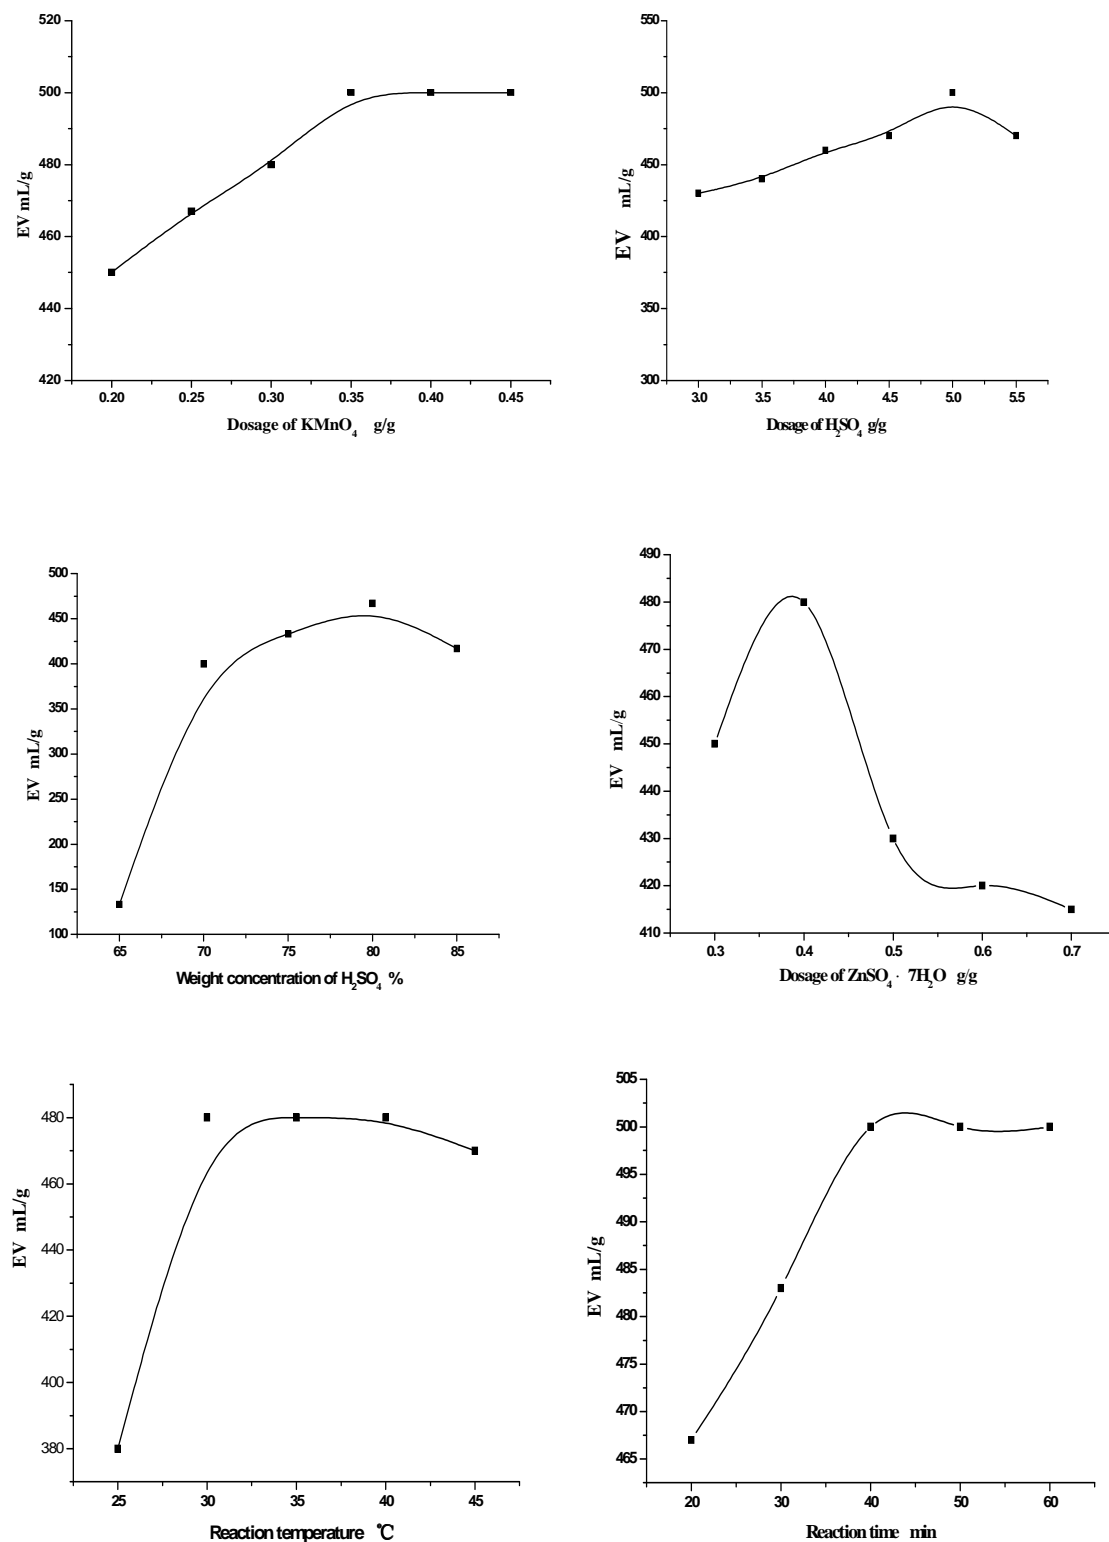 520
500
480
460
440
420
EV mL/g
0.20 0.25 0.30 0.35 0.40 0.45
Dosage of KMnO4 g/g
550
500
450
400
350
300
EV mL/g
3.0 3.5 4.0 4.5 5.0 5.5
Dosage of H2SO4 g/g
500
450
400
350
300
250
200
150
100
EV mL/g
65 70 75 80 85
Weight concentration of H2SO4 %
490
480
470
460
450
440
430
420
410
EV mL/g
0.3 0.4 0.5 0.6 0.7
Dosage of ZnSO4 · 7H2O g/g
480
460
440
420
400
380
EV mL/g
25 30 35 40 45
Reaction temperature ℃
505
500
495
490
485
480
475
470
465
EV mL/g
20 30 40 50 60
Reaction time min